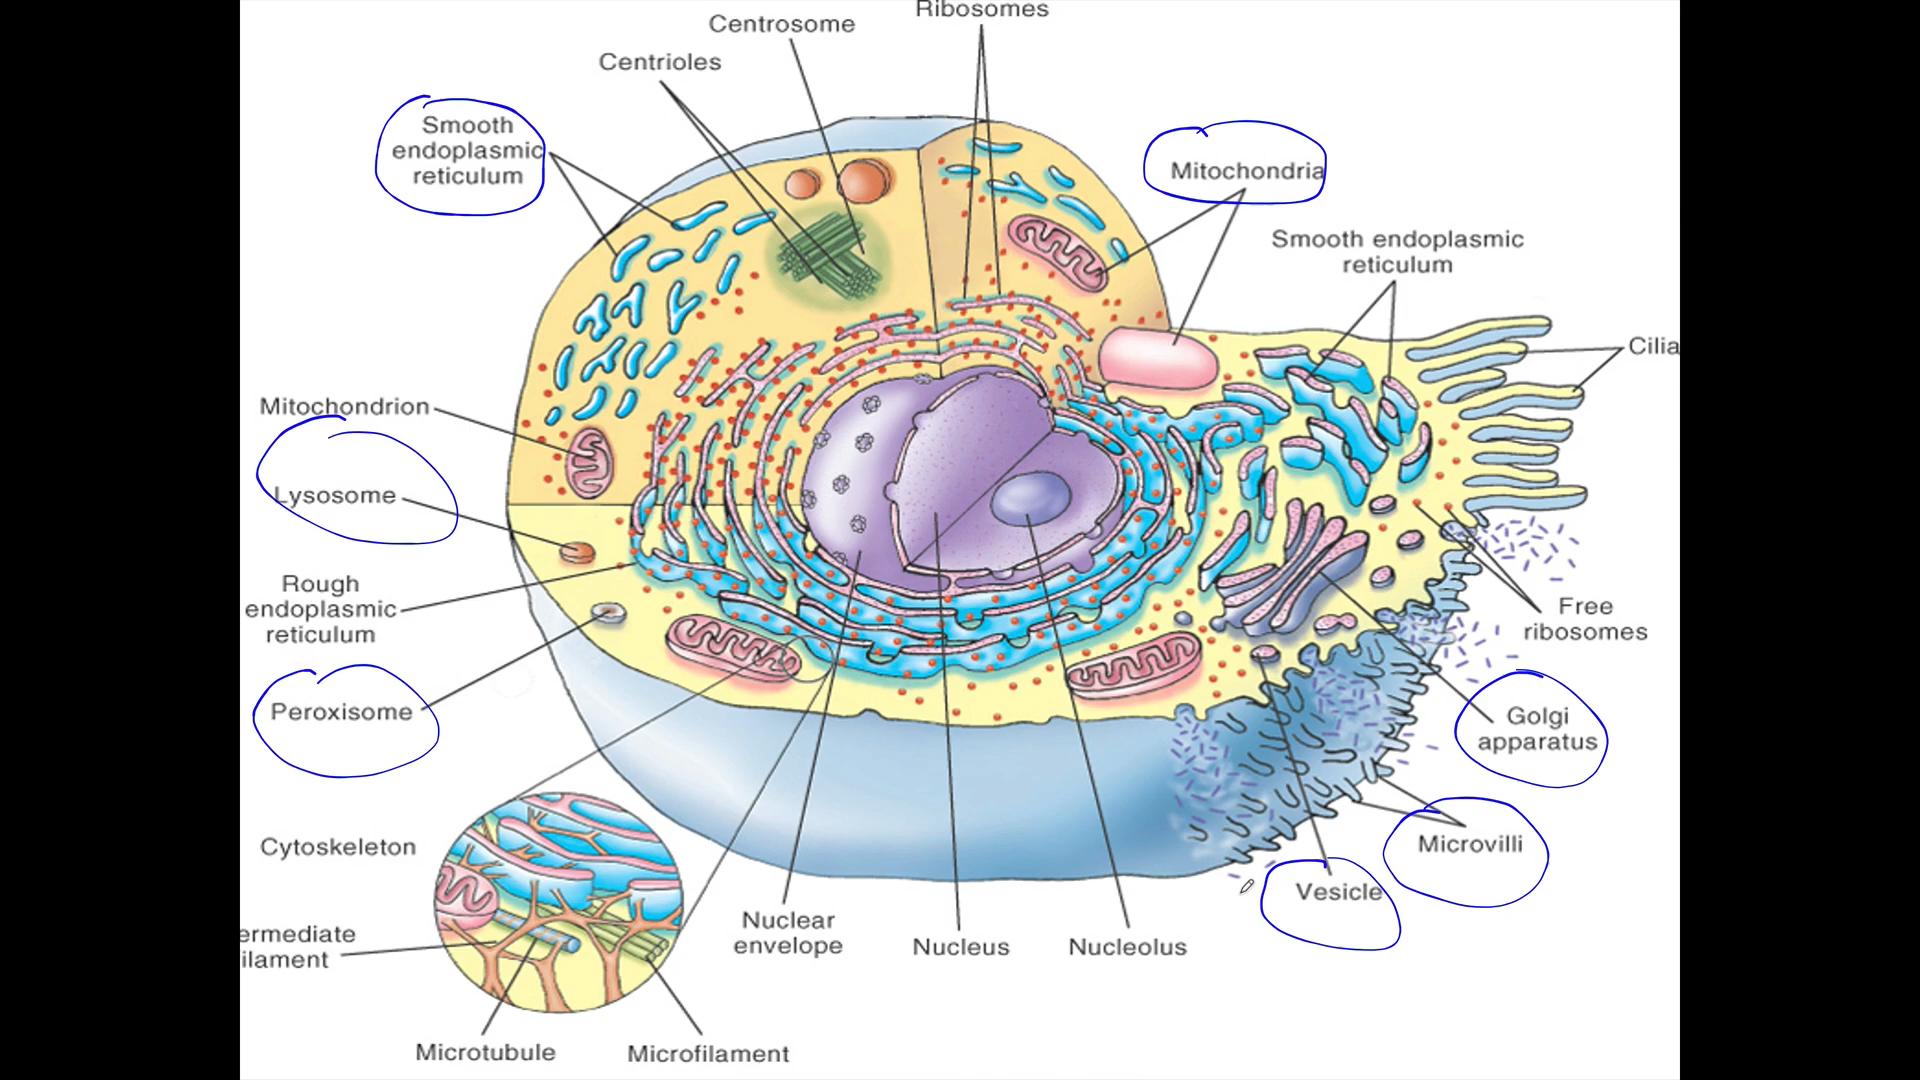 Ribosomes
Centrosome
Centrioles
Smooth
endoplasmic
reticulum
Mitochondria
Smooth endoplasmic
reticulum
Cilia
Mitochondrion
Lysosome
Rough
endoplasmic
reticulum
Free
ribosomes
Peroxisome
Golgi
apparatus
Microvilli
Cytoskeleton
Vesicle
Nuclear
envelope
Nucleus
Nucleolus
ermediate
ilament
Microtubule
Microfilament